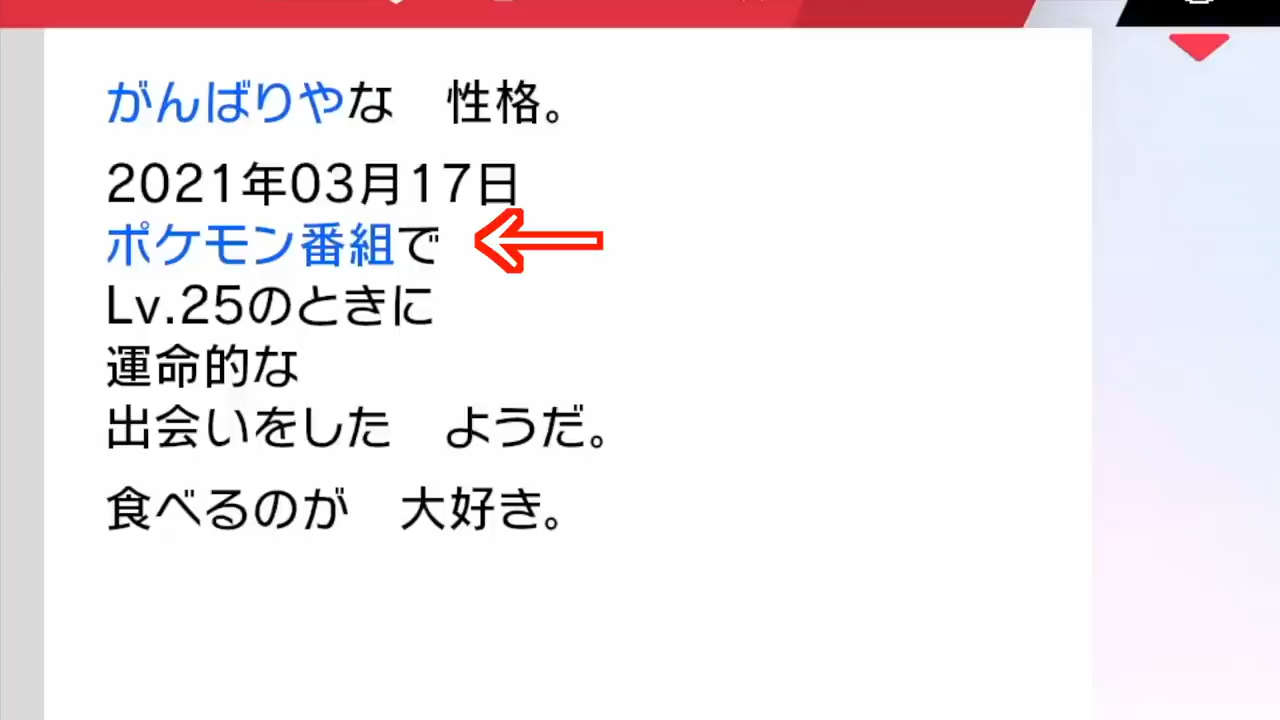 がんばりやな　性格。
2021年03月17日
ポケモン番組で
Lv.25のときに
運命的な
出会いをした　ようだ。
食べるのが　大好き。